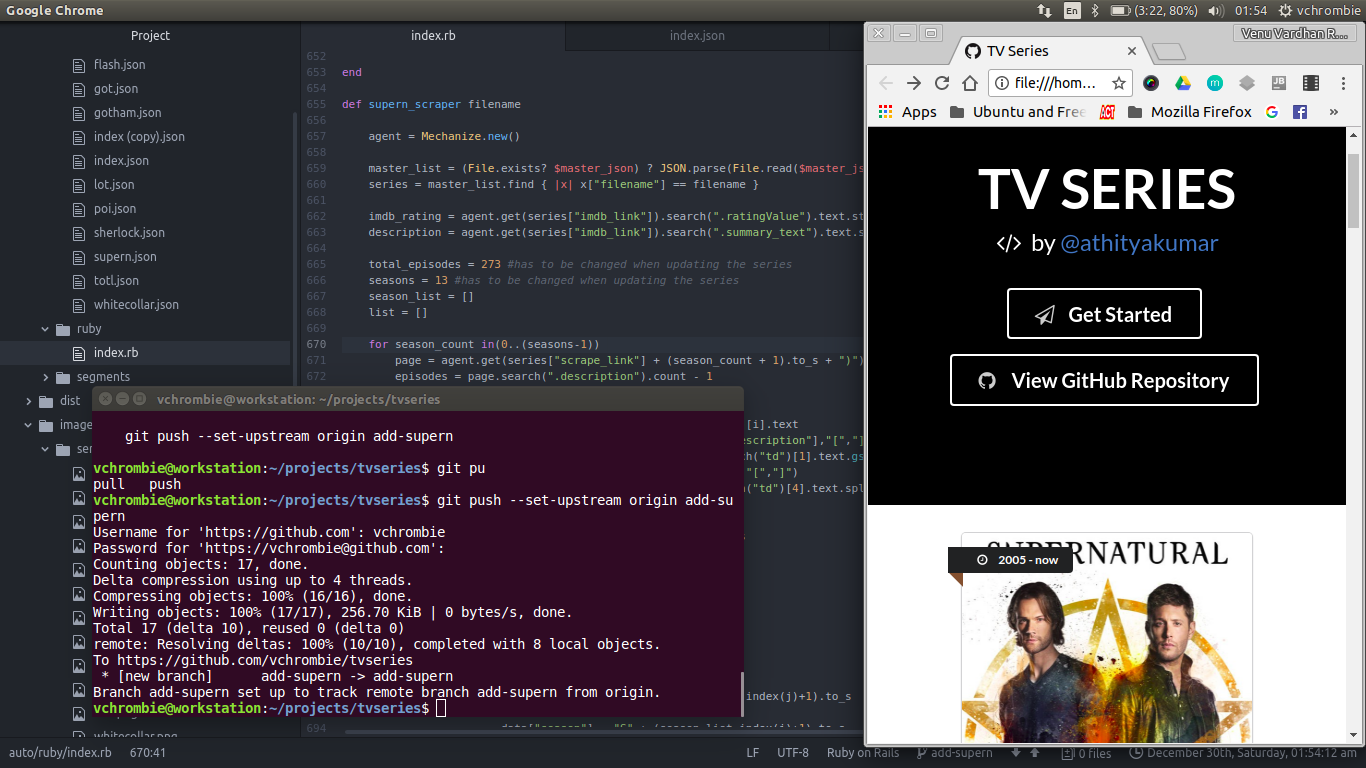 Google Chrome
En
(3:22, 80%)
01:54
vchrombie
Project
flash.json
got.json
gotham.json
index (copy).json
index.json
lot.json
poi.json
sherlock.json
supern.json
totl.json
whitecollar.json
ruby
index.rb
segments
dist
image
ser
whitecollar.png
index.rb
index.json
652
653 end
654
655 def supern_scraper filename
656
657 agent = Mechanize.new()
658
659 master_list = (File.exists? $master_json) ? JSON.parse(File.read($master_js
660 series = master_list.find { |x| x["filename"] == filename }
661
662 imdb_rating = agent.get(series["imdb_link"]).search(".ratingValue").text.st
663 description = agent.get(series["imdb_link"]).search(".summary_text").text.s
664
665 total_episodes = 273 #has to be changed when updating the series
666 seasons = 13 #has to be changed when updating the series
667 season_list = []
668 list = []
669
670 for season_count in(0..(seasons-1))
671 page = agent.get(series["scrape_link"] + (season_count + 1).to_s + ")")
672 episodes = page.search(".description").count - 1
[i].text
escription"],"[","]
h("td")[1].text.gs
"[","]")
("td")[4].text.spl
index(j)+1).to_s
694
vchrombie@workstation: ~/projects/tvseries
git push --set-upstream origin add-supern
vchrombie@workstation:~/projects/tvseries$ git pu
pull push
vchrombie@workstation:~/projects/tvseries$ git push --set-upstream origin add-su
pern
Username for 'https://github.com': vchrombie
Password for 'https://vchrombie@github.com':
Counting objects: 17, done.
Delta compression using up to 4 threads.
Compressing objects: 100% (16/16), done.
Writing objects: 100% (17/17), 256.70 KiB | 0 bytes/s, done.
Total 17 (delta 10), reused 0 (delta 0)
remote: Resolving deltas: 100% (10/10), completed with 8 local objects.
To https://github.com/vchrombie/tvseries
* [new branch] add-supern -> add-supern
Branch add-supern set up to track remote branch add-supern from origin.
vchrombie@workstation:~/projects/tvseries$
Venu Vardhan R...
TV Series
file:///hom...
JB
Apps
Ubuntu and Free
ACT
Mozilla Firefox
G
f
»
TV SERIES
</> by @athityakumar
Get Started
View GitHub Repository
SUPERNATURAL
2005 - now
auto/ruby/index.rb
670:41
LF
UTF-8
Ruby on Rails
add-supern
0 files
December 30th, Saturday, 01:54:12 am